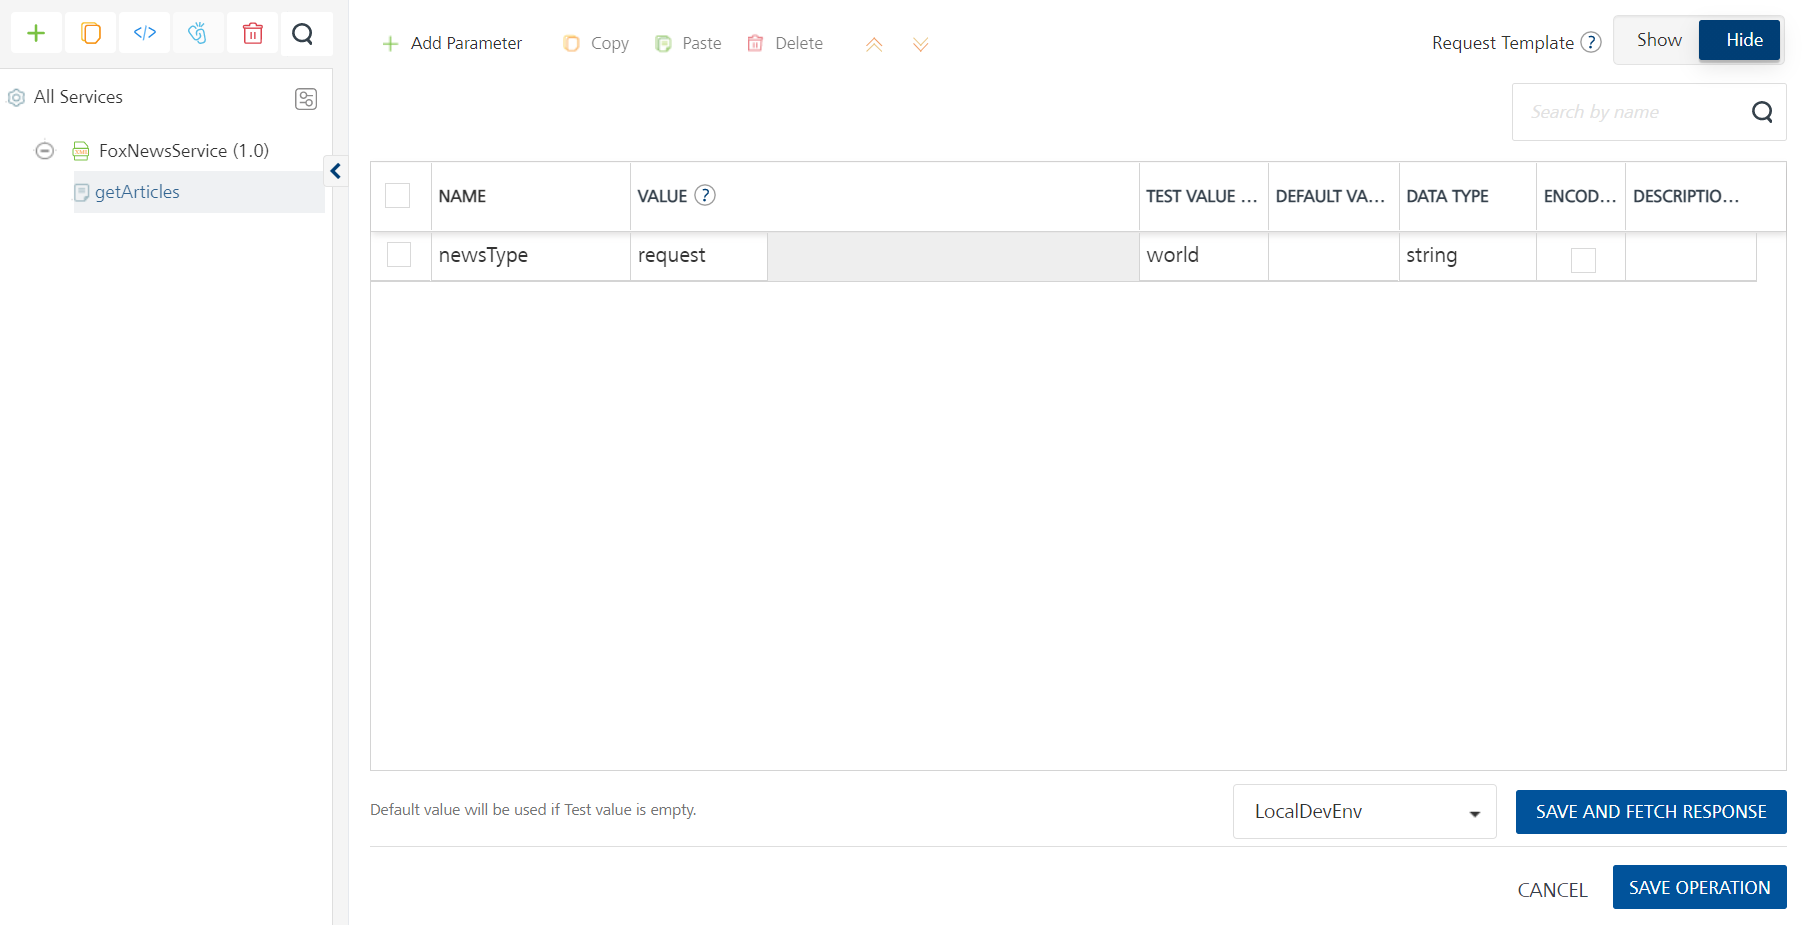 Add Parameter Copy Paste Delete
Request Template ? Show Hide
Search by name
All Services
FoxNewsService (1.0)
getArticles
NAME VALUE ? TEST VALUE ... DEFAULT VA... DATA TYPE ENCOD... DESCRIPTIO...
newsType request world string
Default value will be used if Test value is empty.
LocalDevEnv
SAVE AND FETCH RESPONSE
CANCEL SAVE OPERATION